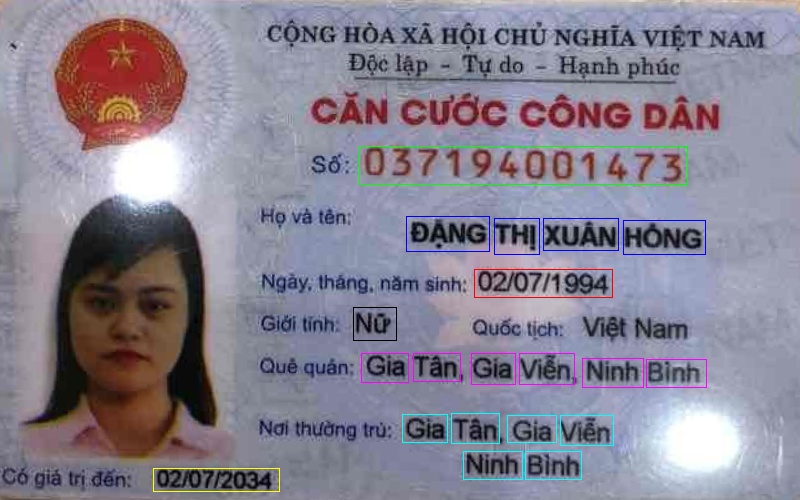 CỘNG HÒA XÃ HỘI CHỦ NGHĨA VIỆT NAM
Độc lập - Tự do - Hạnh phúc
CĂN CƯỚC CÔNG DÂN
Số: 037194001473
Họ và tên: ĐẶNG THỊ XUÂN HỒNG
Ngày, tháng, năm sinh: 02/07/1994
Giới tính: Nữ Quốc tịch: Việt Nam
Quê quán: Gia Tân, Gia Viễn, Ninh Bình
Nơi thường trú: Gia Tân, Gia Viễn
Ninh Bình
Có giá trị đến: 02/07/2034